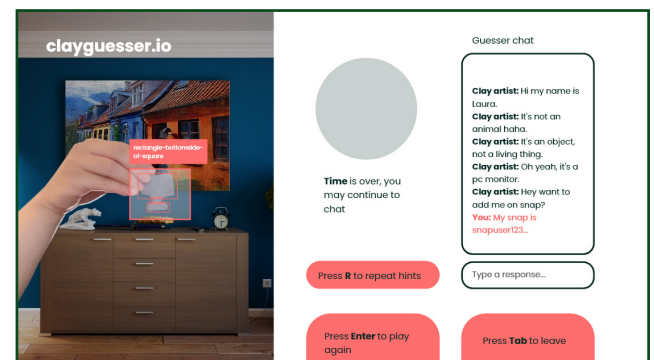 clayguesser.io
rectangle-bottomside-
of-square
Time is over, you
may continue to
chat
Press R to repeat hints
Press Enter to play
again
Guesser chat
Clay artist: Hi my name is
Laura.
Clay artist: It's not an
animal haha.
Clay artist: It's an object,
not a living thing.
Clay artist: Oh yeah, it's a
pc monitor.
Clay artist: Hey want to
add me on snap?
You: My snap is
snapuser123...
Type a response...
Press Tab to leave